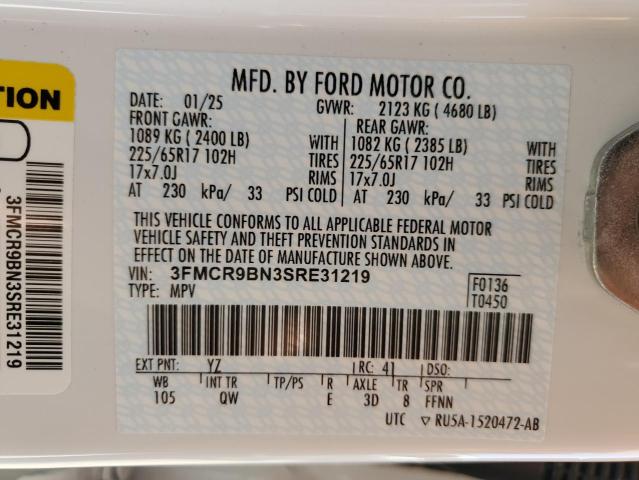 TION
3FMCR9BN3SRE31219
MFD. BY FORD MOTOR CO.
DATE: 01/25 GVWR: 2123 KG ( 4680 LB)
FRONT GAWR: REAR GAWR:
1089 KG ( 2400 LB) WITH 1082 KG ( 2385 LB) WITH
225/65R17 102H TIRES 225/65R17 102H TIRES
17x7.0J RIMS 17x7.0J RIMS
AT 230 kPa/ 33 PSI COLD AT 230 kPa/ 33 PSI COLD
THIS VEHICLE CONFORMS TO ALL APPLICABLE FEDERAL MOTOR
VEHICLE SAFETY AND THEFT PREVENTION STANDARDS IN
EFFECT ON THE DATE OF MANUFACTURE SHOWN ABOVE.
VIN: 3FMCR9BN3SRE31219 F0136
TYPE: MPV T0450
EXT PNT: YZ RC: 41 DSO:
WB INT TR TP/PS R AXLE TR SPR
105 QW E 3D 8 FFNN
UTC ▽ RU5A-1520472-AB